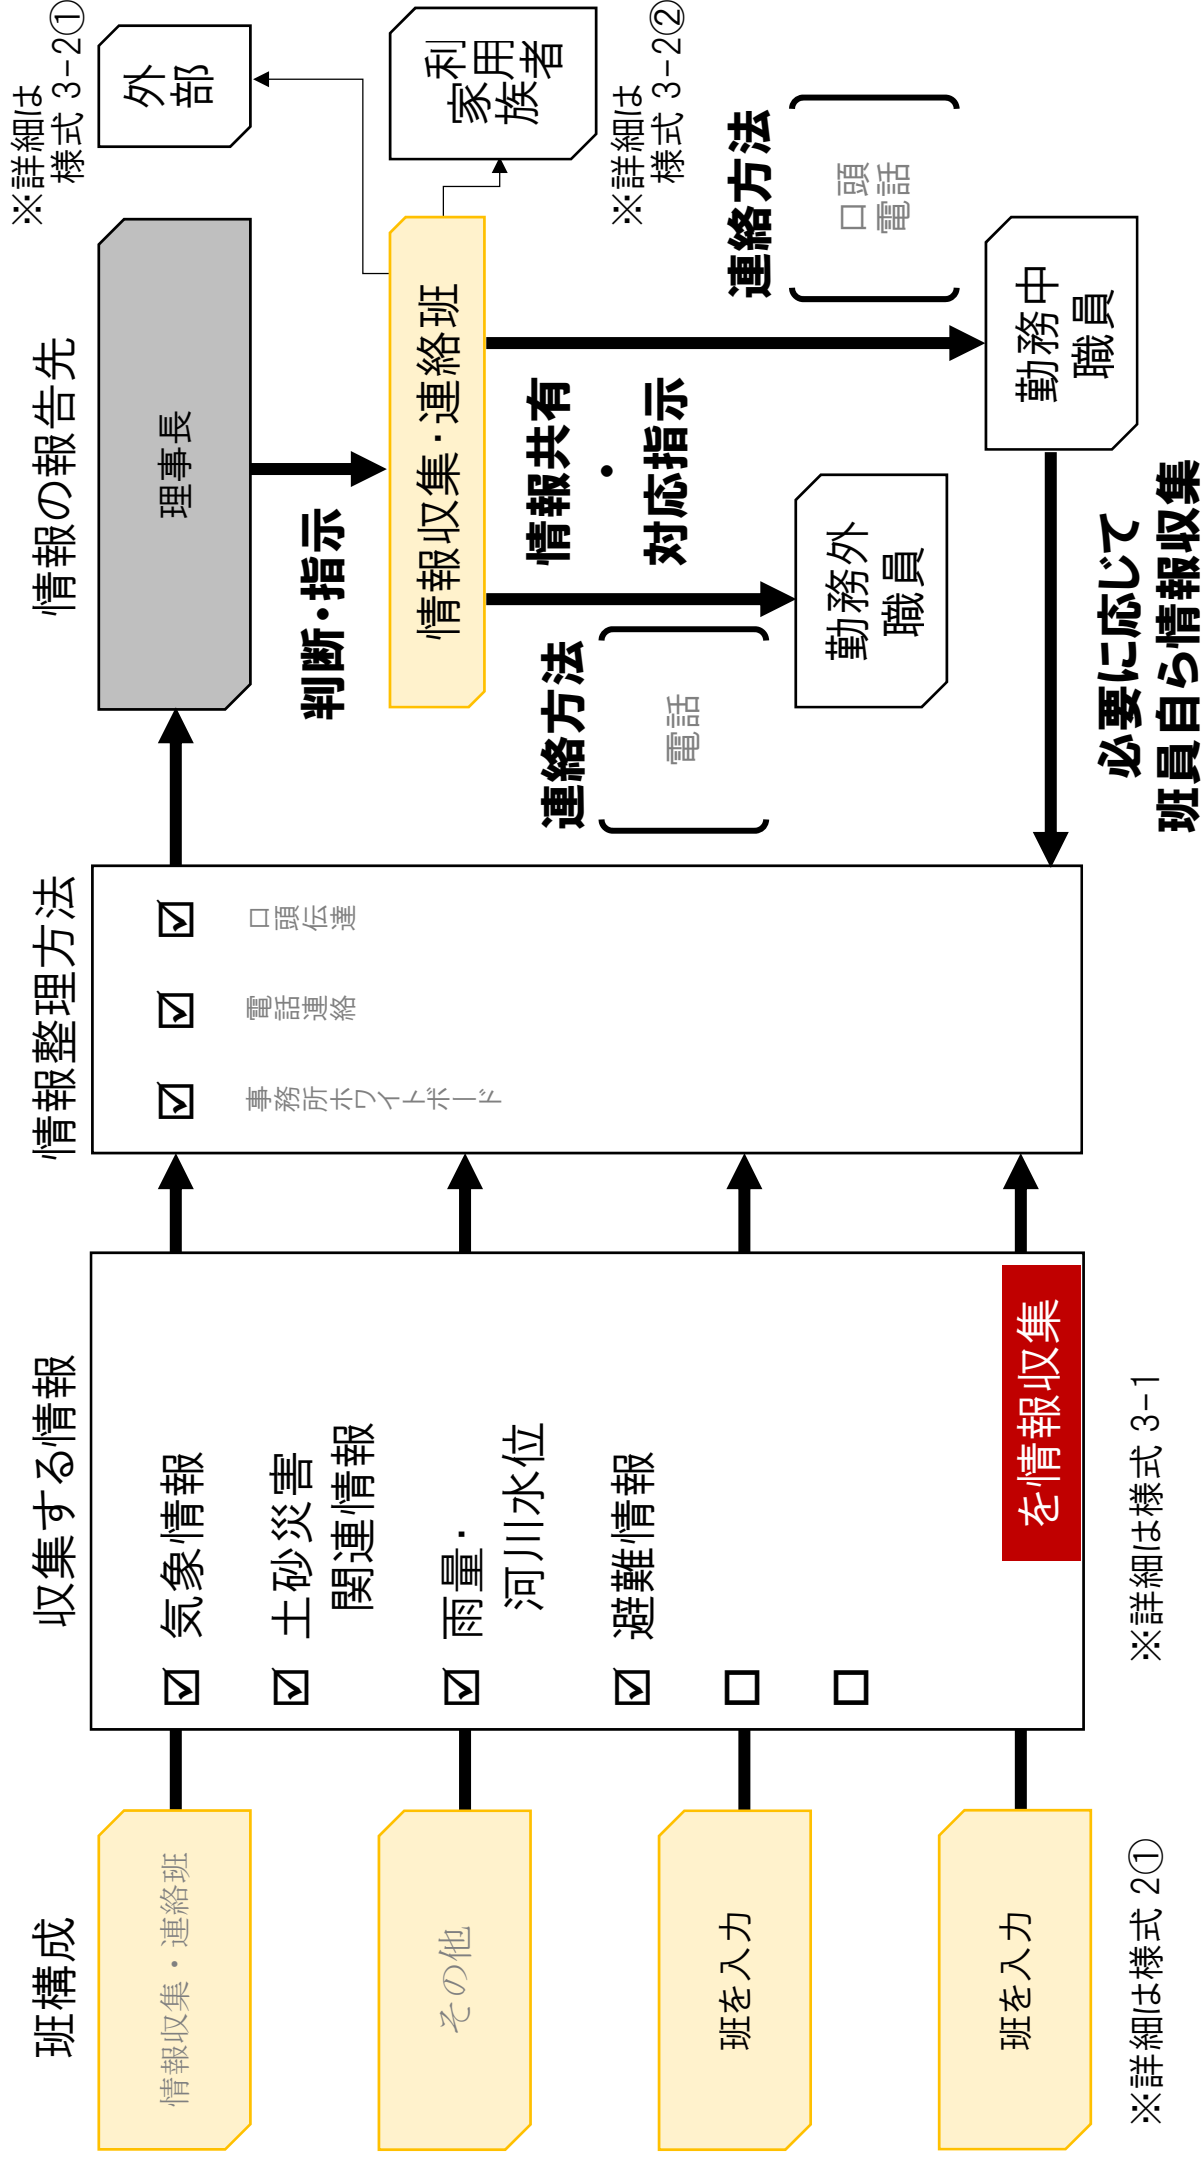 班構成
情報収集・連絡班
その他
班を入力
班を入力
※詳細は様式 2①
収集する情報
☑ 気象情報
☑ 土砂災害
関連情報
☑ 雨量・
河川水位
☑ 避難情報
☐
☐
を情報収集
※詳細は様式 3-1
情報整理方法
☑ ☑ ☑
事務所ホワイトボード
電話連絡
口頭伝達
情報の報告先
理事長
※詳細は
様式 3-2①
外部
判断・指示
情報収集・連絡班
利用
家族者
※詳細は
様式 3-2②
情報共有
・
対応指示
連絡方法
電話
勤務外
職員
連絡方法
口頭
電話
勤務中
職員
必要に応じて
班員自ら情報収集